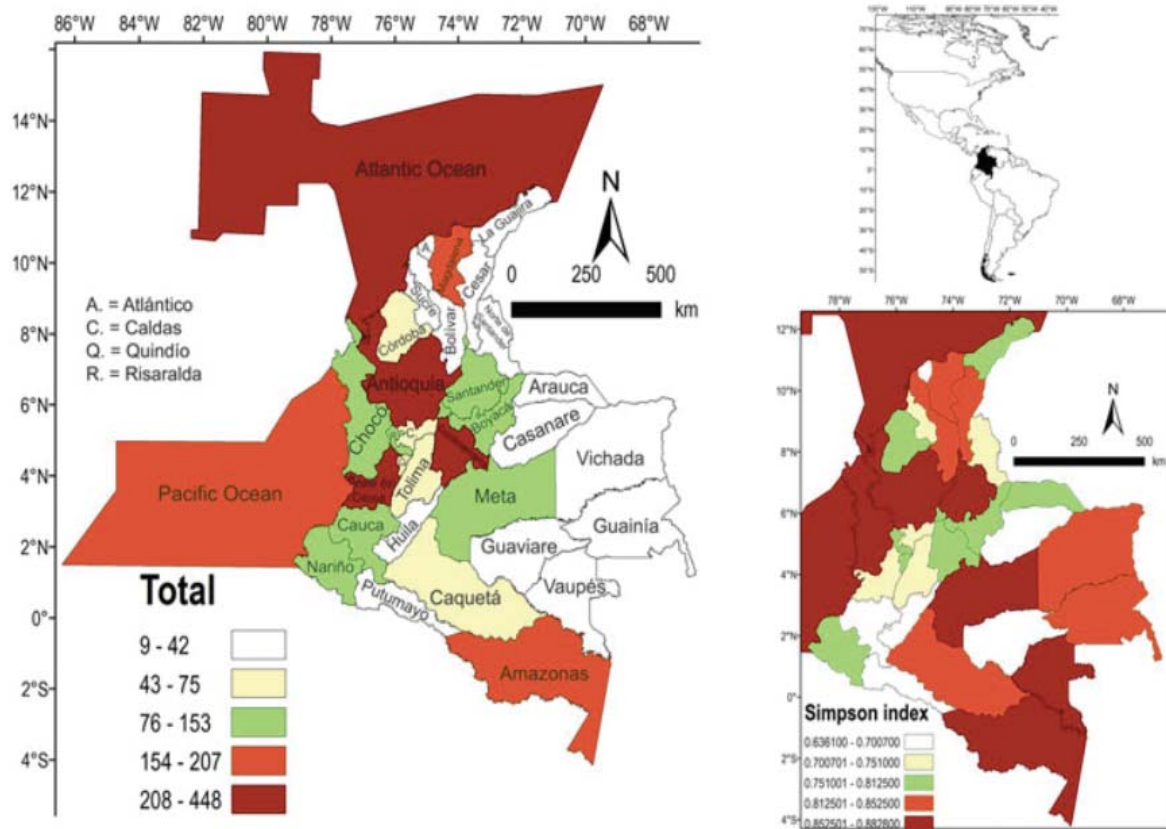 86°W 84°W 82°W 80°W 78°W 76°W 74°W 72°W 70°W 68°W
14°N
12°N
10°N
8°N
6°N
4°N
2°N
0°
2°S
4°S
Atlantic Ocean
N
0 250 500
km
A. = Atlántico
C. = Caldas
Q. = Quindío
R. = Risaralda
La Guajira
A.
Magdalena
Cesar
Sucre
Norte de Santander
Bolívar
Córdoba
Antioquia
Santander
Arauca
Boyacá
Chocó
Casanare
Vichada
Tolima
Pacific Ocean
Meta
Cauca
Huila
Guainía
Guaviare
Nariño
Vaupés
Putumayo
Caquetá
Amazonas
Total
9 - 42
43 - 75
76 - 153
154 - 207
208 - 448
78°W 76°W 74°W 72°W 70°W 68°W
12°N
10°N
8°N
6°N
4°N
2°N
0°
2°S
4°S
N
0 250 500
km
Simpson index
0.636100 - 0.700700
0.700701 - 0.751000
0.751001 - 0.812500
0.812501 - 0.852500
0.852501 - 0.882800